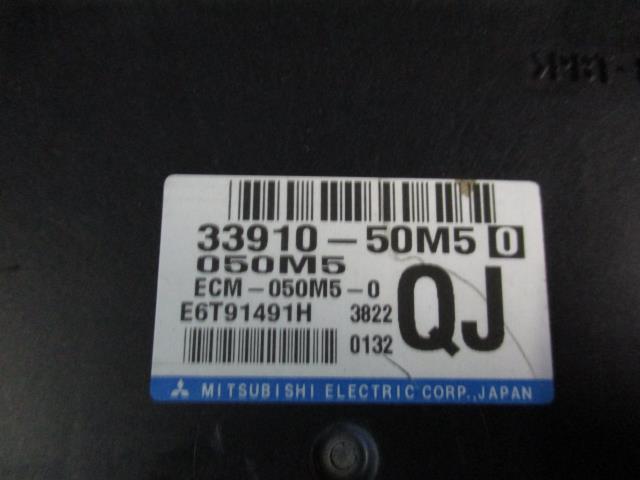 33910-50M5 0
050M5
ECM-050M5-0
QJ
E6T91491H 3822
0132
MITSUBISHI ELECTRIC CORP., JAPAN